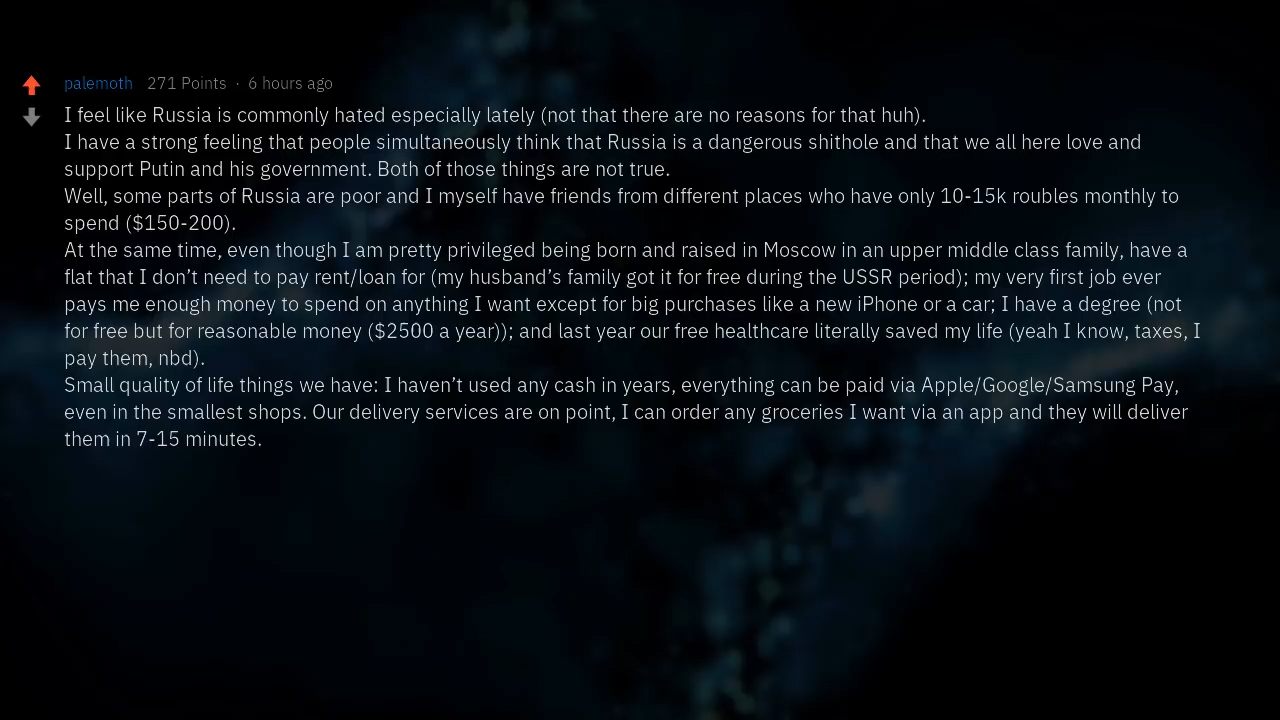 palemoth 271 Points · 6 hours ago
I feel like Russia is commonly hated especially lately (not that there are no reasons for that huh).
I have a strong feeling that people simultaneously think that Russia is a dangerous shithole and that we all here love and
support Putin and his government. Both of those things are not true.
Well, some parts of Russia are poor and I myself have friends from different places who have only 10-15k roubles monthly to
spend ($150-200).
At the same time, even though I am pretty privileged being born and raised in Moscow in an upper middle class family, have a
flat that I don’t need to pay rent/loan for (my husband’s family got it for free during the USSR period); my very first job ever
pays me enough money to spend on anything I want except for big purchases like a new iPhone or a car; I have a degree (not
for free but for reasonable money ($2500 a year)); and last year our free healthcare literally saved my life (yeah I know, taxes, I
pay them, nbd).
Small quality of life things we have: I haven’t used any cash in years, everything can be paid via Apple/Google/Samsung Pay,
even in the smallest shops. Our delivery services are on point, I can order any groceries I want via an app and they will deliver
them in 7-15 minutes.